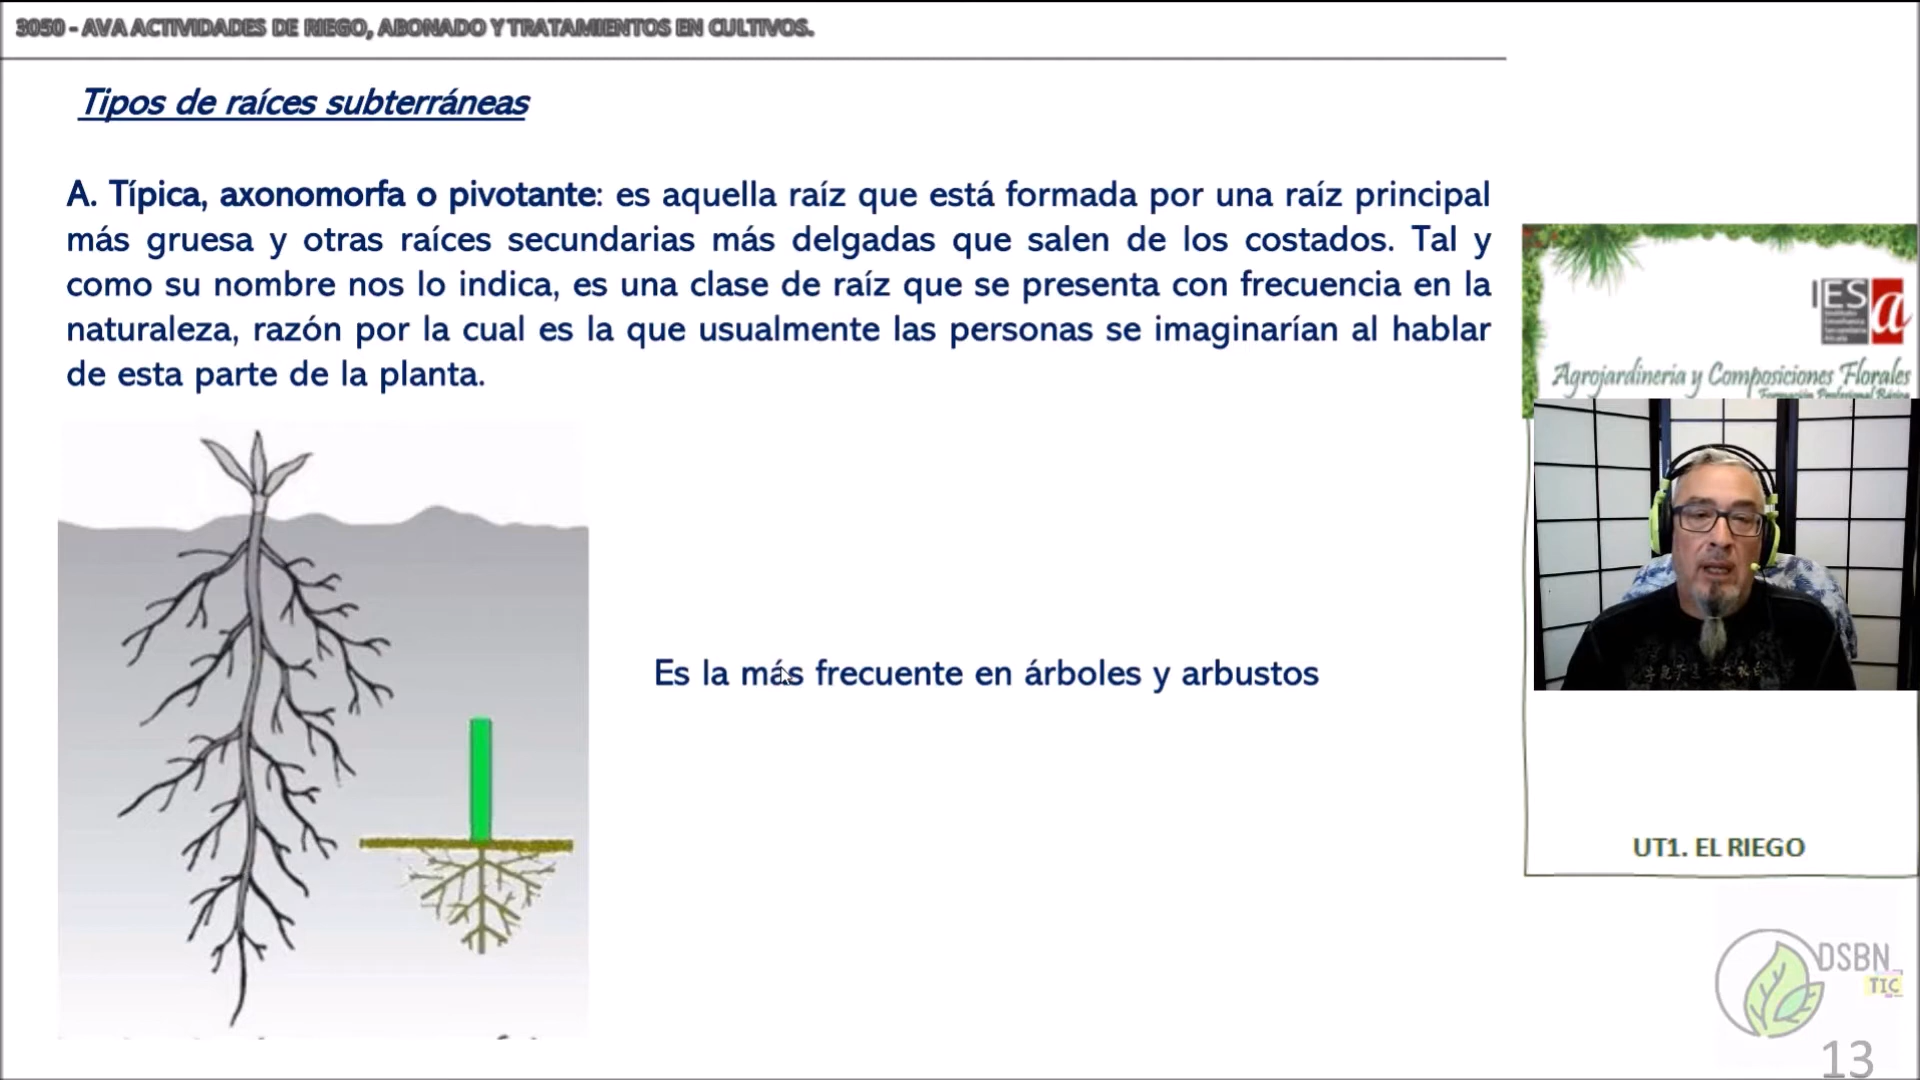 3050 - AVA ACTIVIDADES DE RIEGO, ABONADO Y TRATAMIENTOS EN CULTIVOS.
Tipos de raíces subterráneas
A. Típica, axonomorfa o pivotante: es aquella raíz que está formada por una raíz principal
más gruesa y otras raíces secundarias más delgadas que salen de los costados. Tal y
como su nombre nos lo indica, es una clase de raíz que se presenta con frecuencia en la
naturaleza, razón por la cual es la que usualmente las personas se imaginarían al hablar
de esta parte de la planta.
Es la más frecuente en árboles y arbustos
IES a
Agrojardineria y Composiciones Florales
Formación Profesional Básica
UT1. EL RIEGO
DSBN_
TIC
13